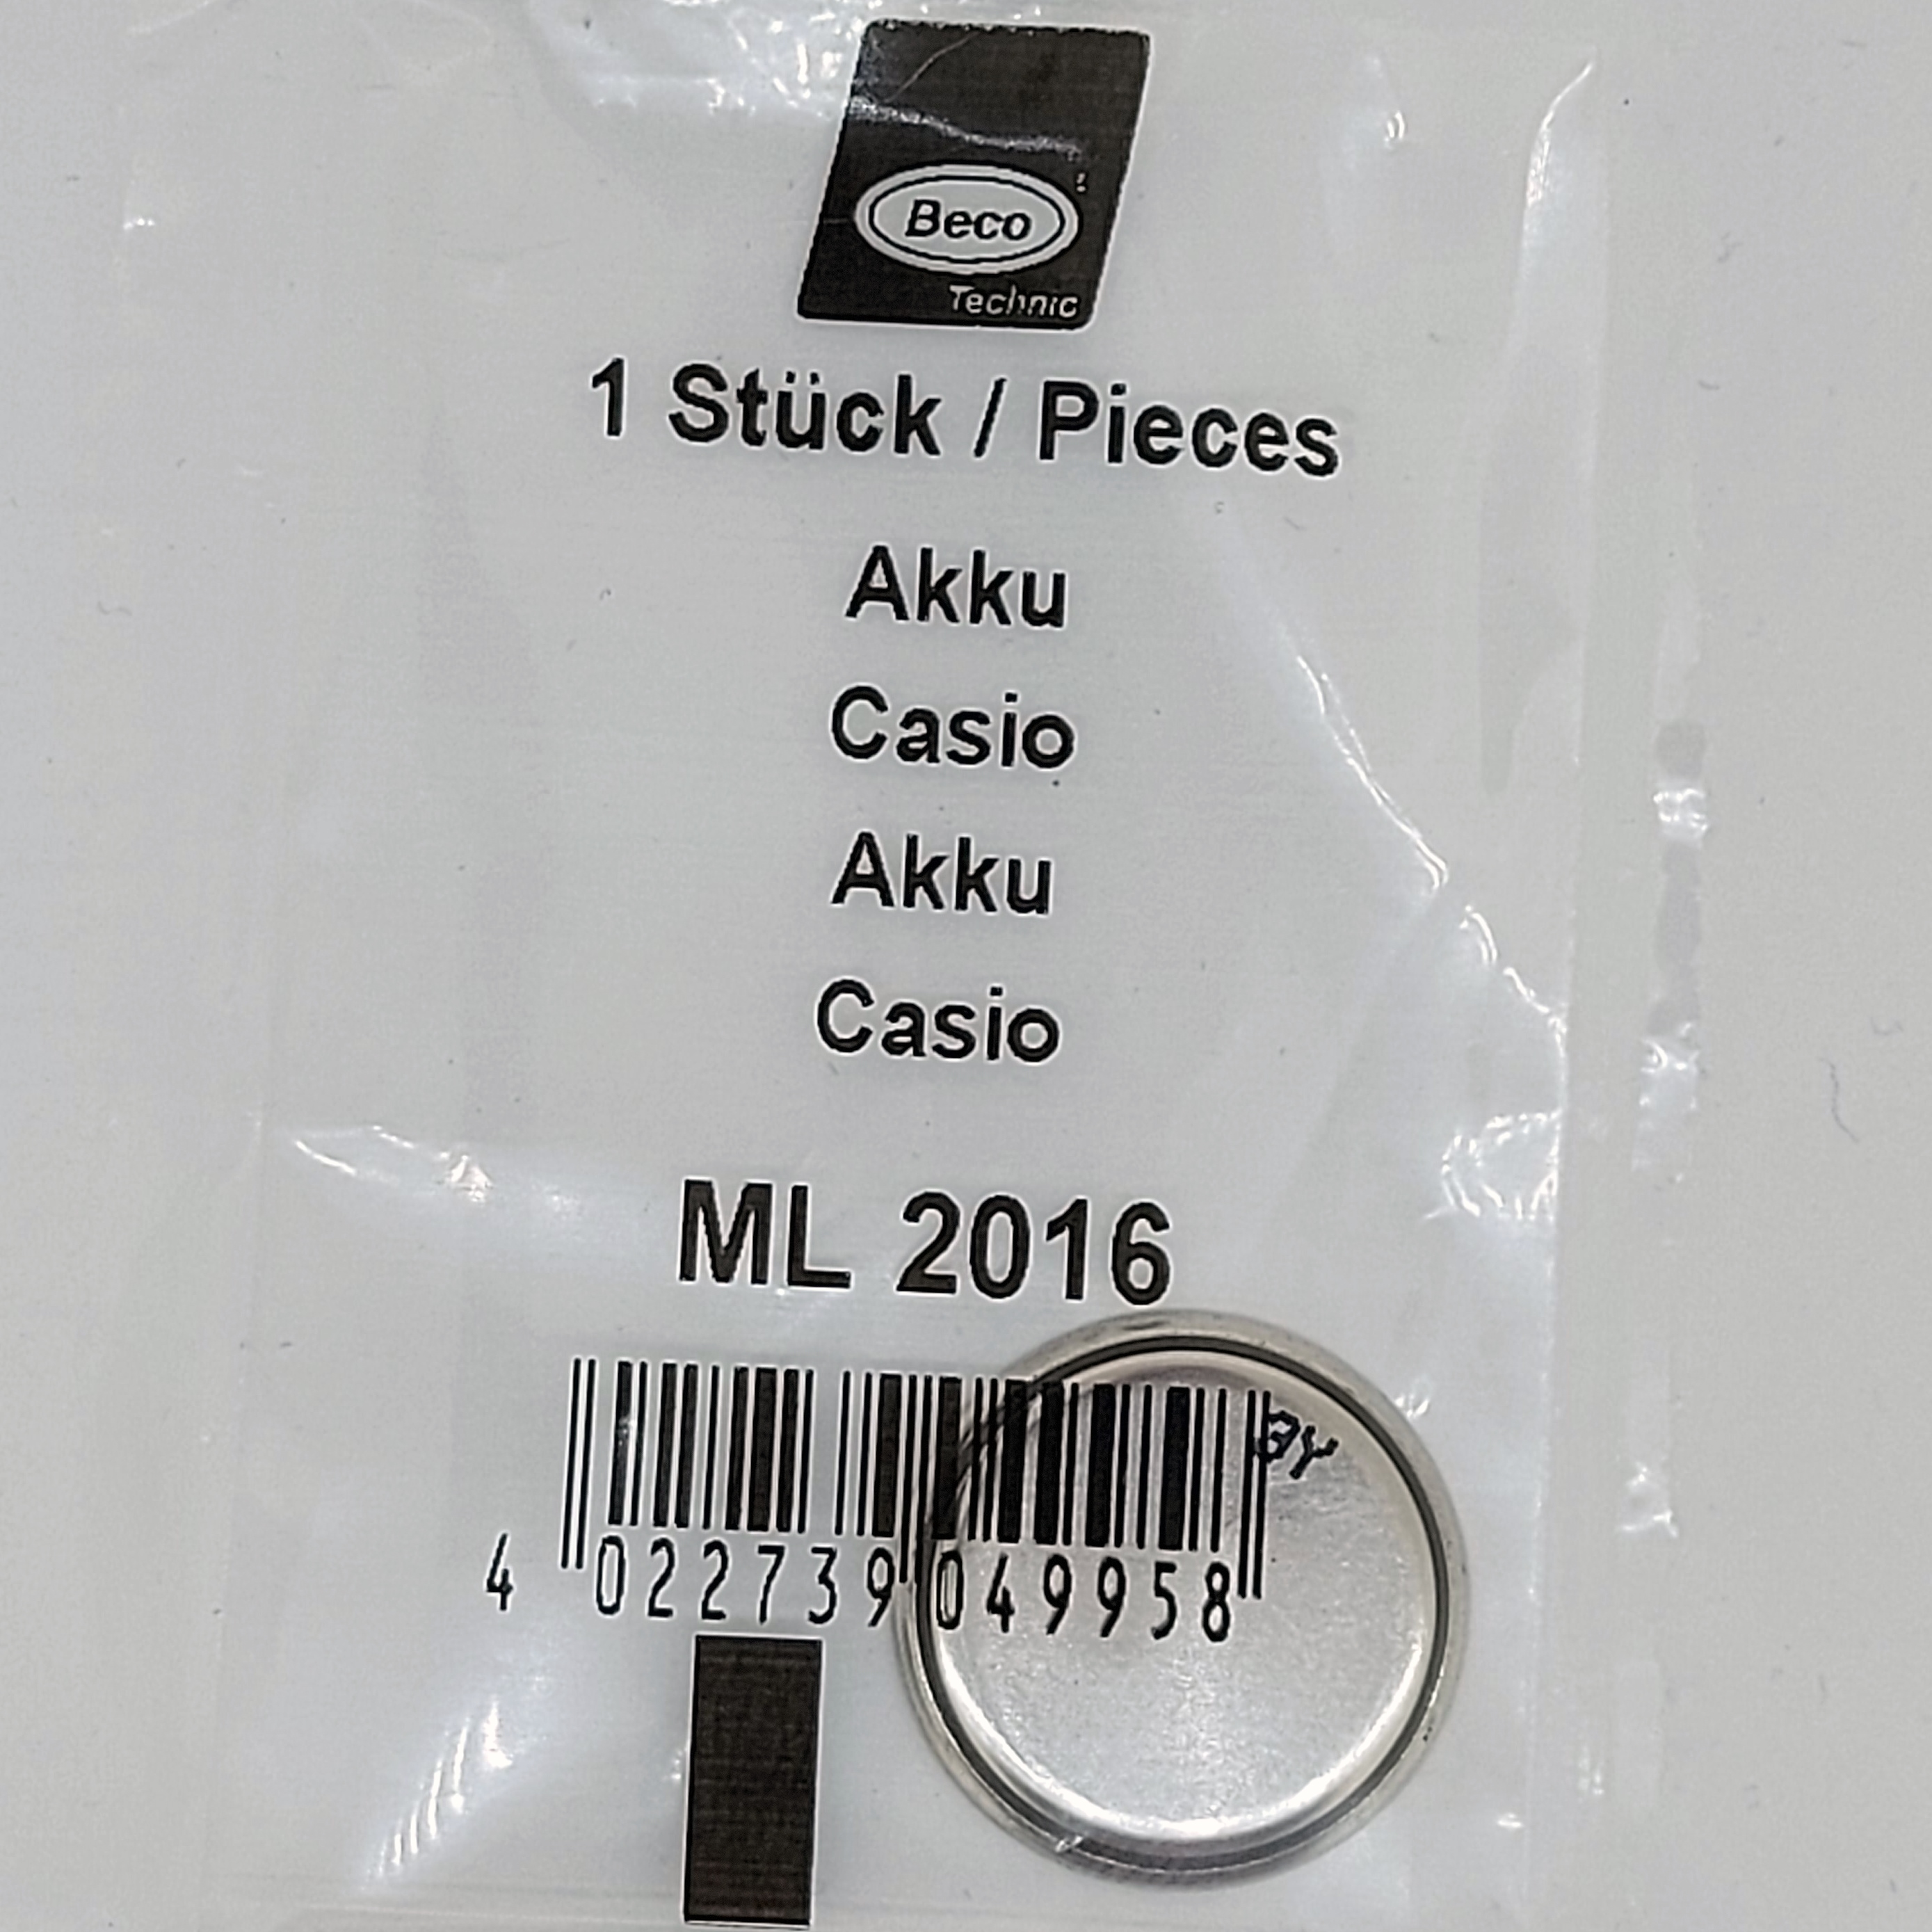 Beco
Technic
1 Stück / Pieces
Akku
Casio
Akku
Casio
ML 2016
4 022739 049958